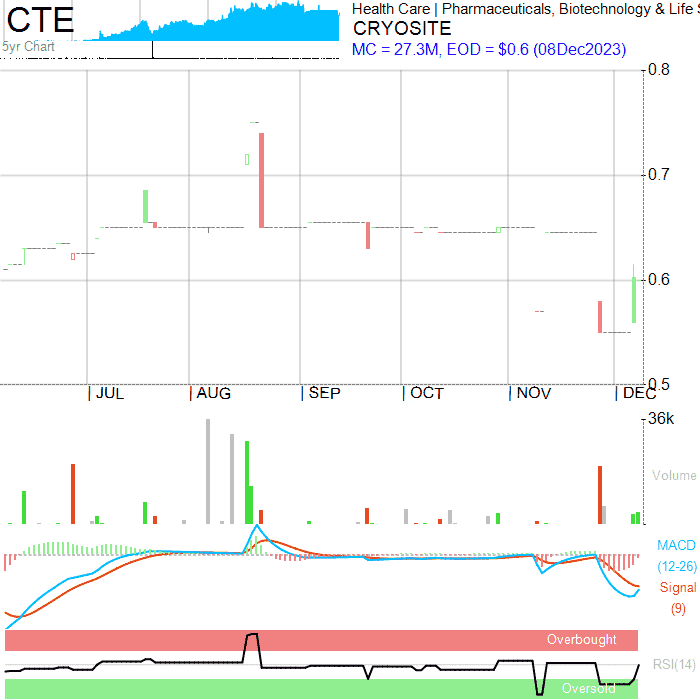 CTE
5yr Chart
Health Care | Pharmaceuticals, Biotechnology & Life S
CRYOSITE
MC = 27.3M, EOD = $0.6 (08Dec2023)
0.8
0.7
0.6
0.5
| JUL | AUG | SEP | OCT | NOV | DEC
36k
Volume
MACD
(12-26)
Signal
(9)
Overbought
RSI(14)
Oversold